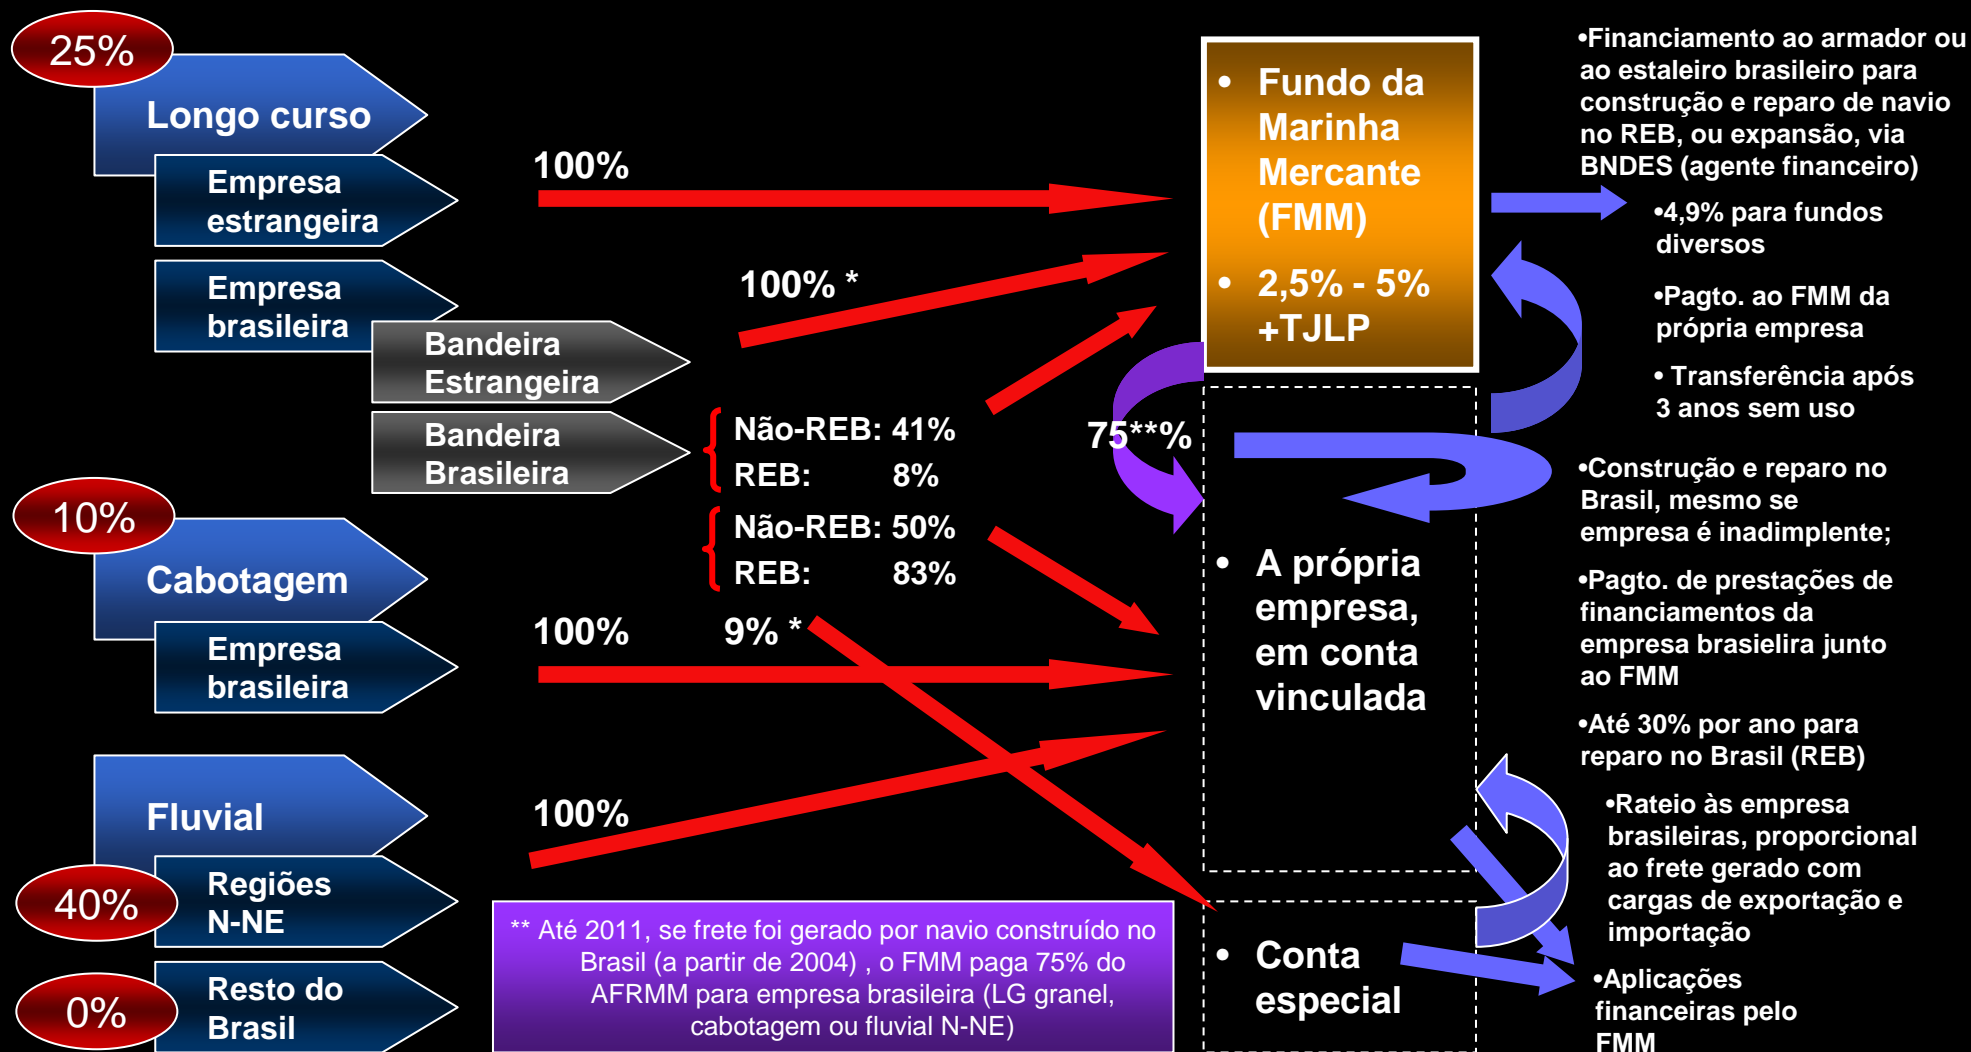 25%
Longo curso
Empresa
estrangeira
Empresa
brasileira
Bandeira
Estrangeira
Bandeira
Brasileira
10%
Cabotagem
Empresa
brasileira
Fluvial
40%
Regiões
N-NE
0%
Resto do
Brasil
100%
100% *
Não-REB: 41%
REB: 8%
Não-REB: 50%
REB: 83%
100%
9% *
100%
75**%
** Até 2011, se frete foi gerado por navio construído no
Brasil (a partir de 2004) , o FMM paga 75% do
AFRMM para empresa brasileira (LG granel,
cabotagem ou fluvial N-NE)
• Fundo da
Marinha
Mercante
(FMM)
• 2,5% - 5%
+TJLP
• A própria
empresa,
em conta
vinculada
• Conta
especial
•Financiamento ao armador ou
ao estaleiro brasileiro para
construção e reparo de navio
no REB, ou expansão, via
BNDES (agente financeiro)
•4,9% para fundos
diversos
•Pagto. ao FMM da
própria empresa
• Transferência após
3 anos sem uso
•Construção e reparo no
Brasil, mesmo se
empresa é inadimplente;
•Pagto. de prestações de
financiamentos da
empresa brasielira junto
ao FMM
•Até 30% por ano para
reparo no Brasil (REB)
•Rateio às empresa
brasileiras, proporcional
ao frete gerado com
cargas de exportação e
importação
•Aplicações
financeiras pelo
FMM